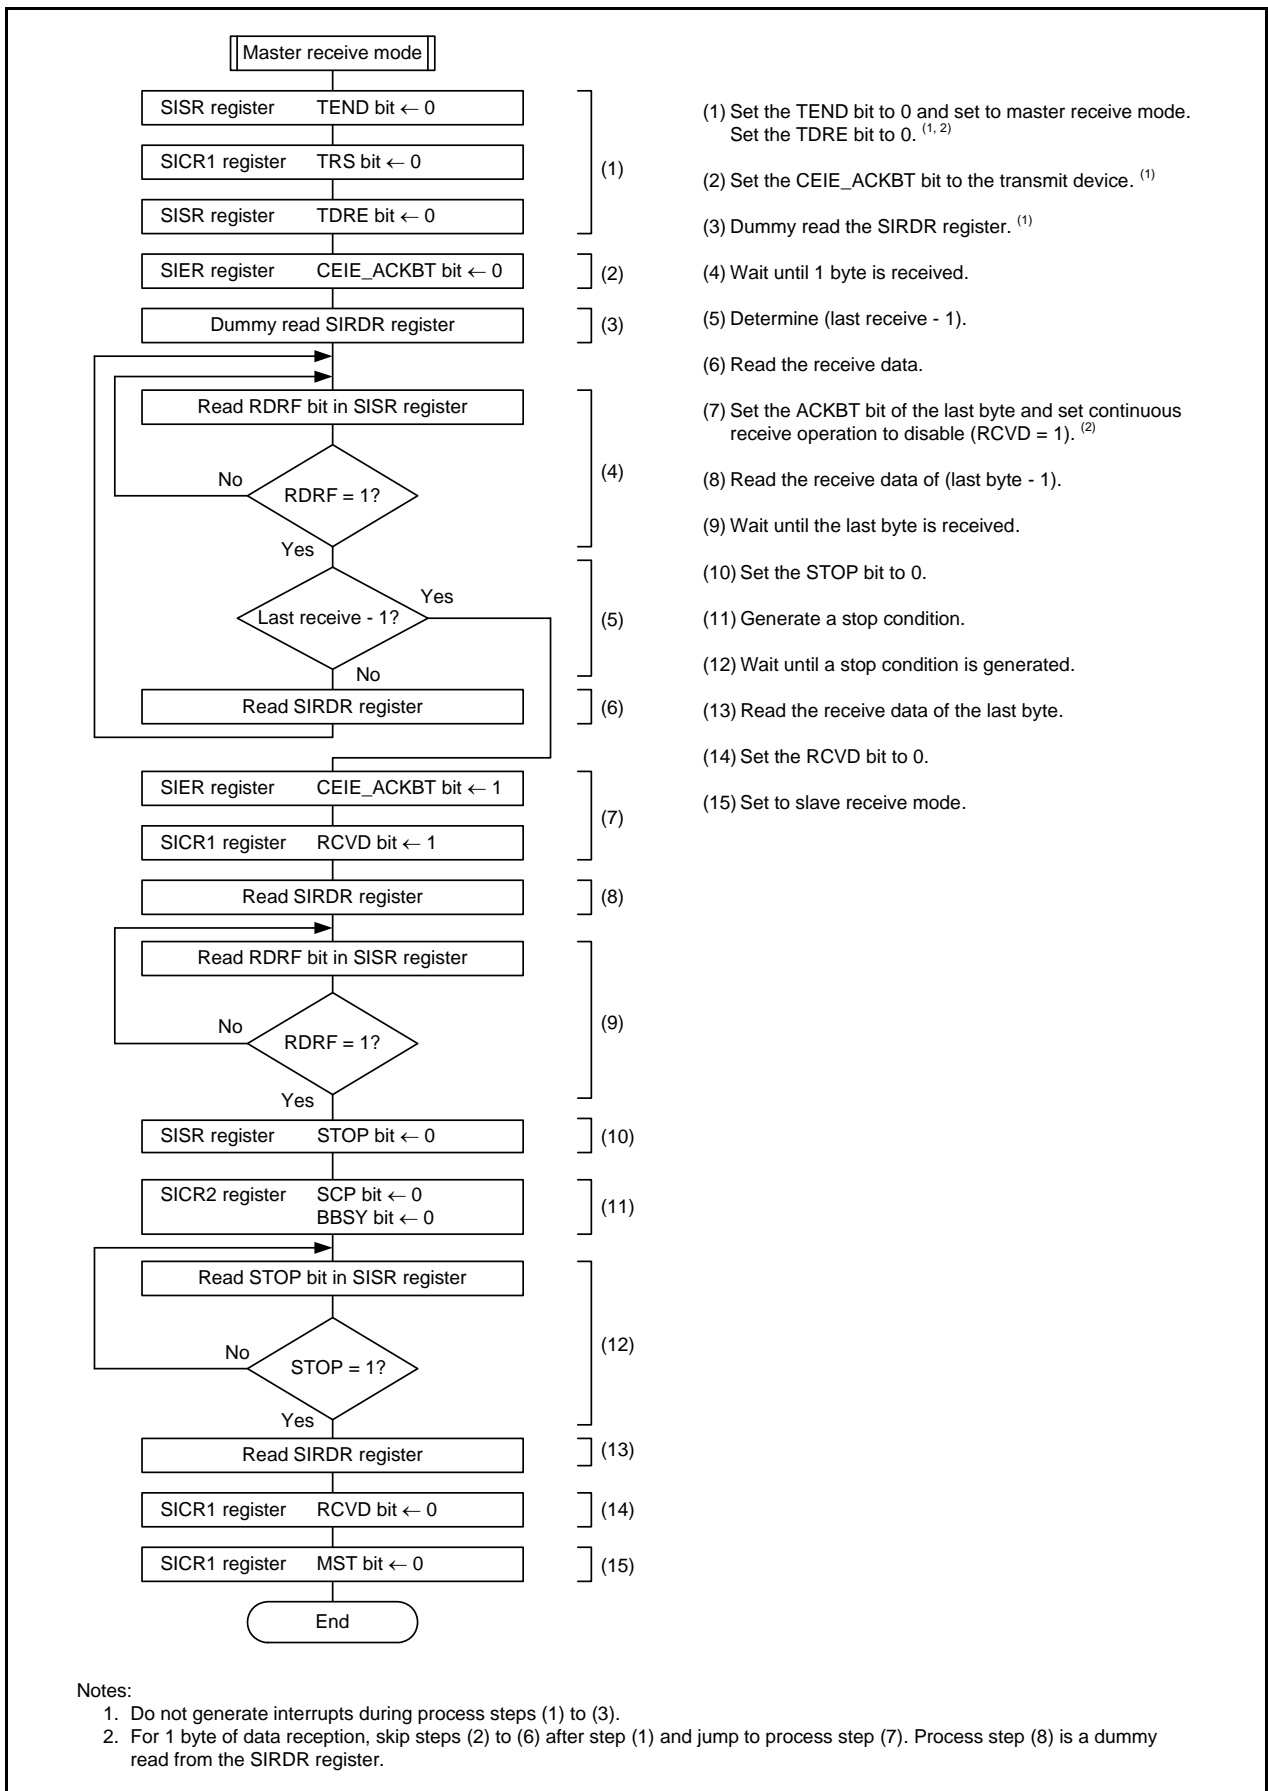 Master receive mode
SISR register TEND bit ← 0
SICR1 register TRS bit ← 0
SISR register TDRE bit ← 0
(1)
SIER register CEIE_ACKBT bit ← 0
(2)
Dummy read SIRDR register
(3)
Read RDRF bit in SISR register
RDRF = 1?
No
Yes
(4)
Last receive - 1?
Yes
No
(5)
Read SIRDR register
(6)
SIER register CEIE_ACKBT bit ← 1
SICR1 register RCVD bit ← 1
(7)
Read SIRDR register
(8)
Read RDRF bit in SISR register
No
RDRF = 1?
Yes
(9)
SISR register STOP bit ← 0
(10)
SICR2 register SCP bit ← 0
BBSY bit ← 0
(11)
Read STOP bit in SISR register
No
STOP = 1?
Yes
(12)
Read SIRDR register
(13)
SICR1 register RCVD bit ← 0
(14)
SICR1 register MST bit ← 0
(15)
End
(1) Set the TEND bit to 0 and set to master receive mode.
Set the TDRE bit to 0. (1, 2)
(2) Set the CEIE_ACKBT bit to the transmit device. (1)
(3) Dummy read the SIRDR register. (1)
(4) Wait until 1 byte is received.
(5) Determine (last receive - 1).
(6) Read the receive data.
(7) Set the ACKBT bit of the last byte and set continuous
receive operation to disable (RCVD = 1). (2)
(8) Read the receive data of (last byte - 1).
(9) Wait until the last byte is received.
(10) Set the STOP bit to 0.
(11) Generate a stop condition.
(12) Wait until a stop condition is generated.
(13) Read the receive data of the last byte.
(14) Set the RCVD bit to 0.
(15) Set to slave receive mode.
Notes:
1. Do not generate interrupts during process steps (1) to (3).
2. For 1 byte of data reception, skip steps (2) to (6) after step (1) and jump to process step (7). Process step (8) is a dummy
read from the SIRDR register.